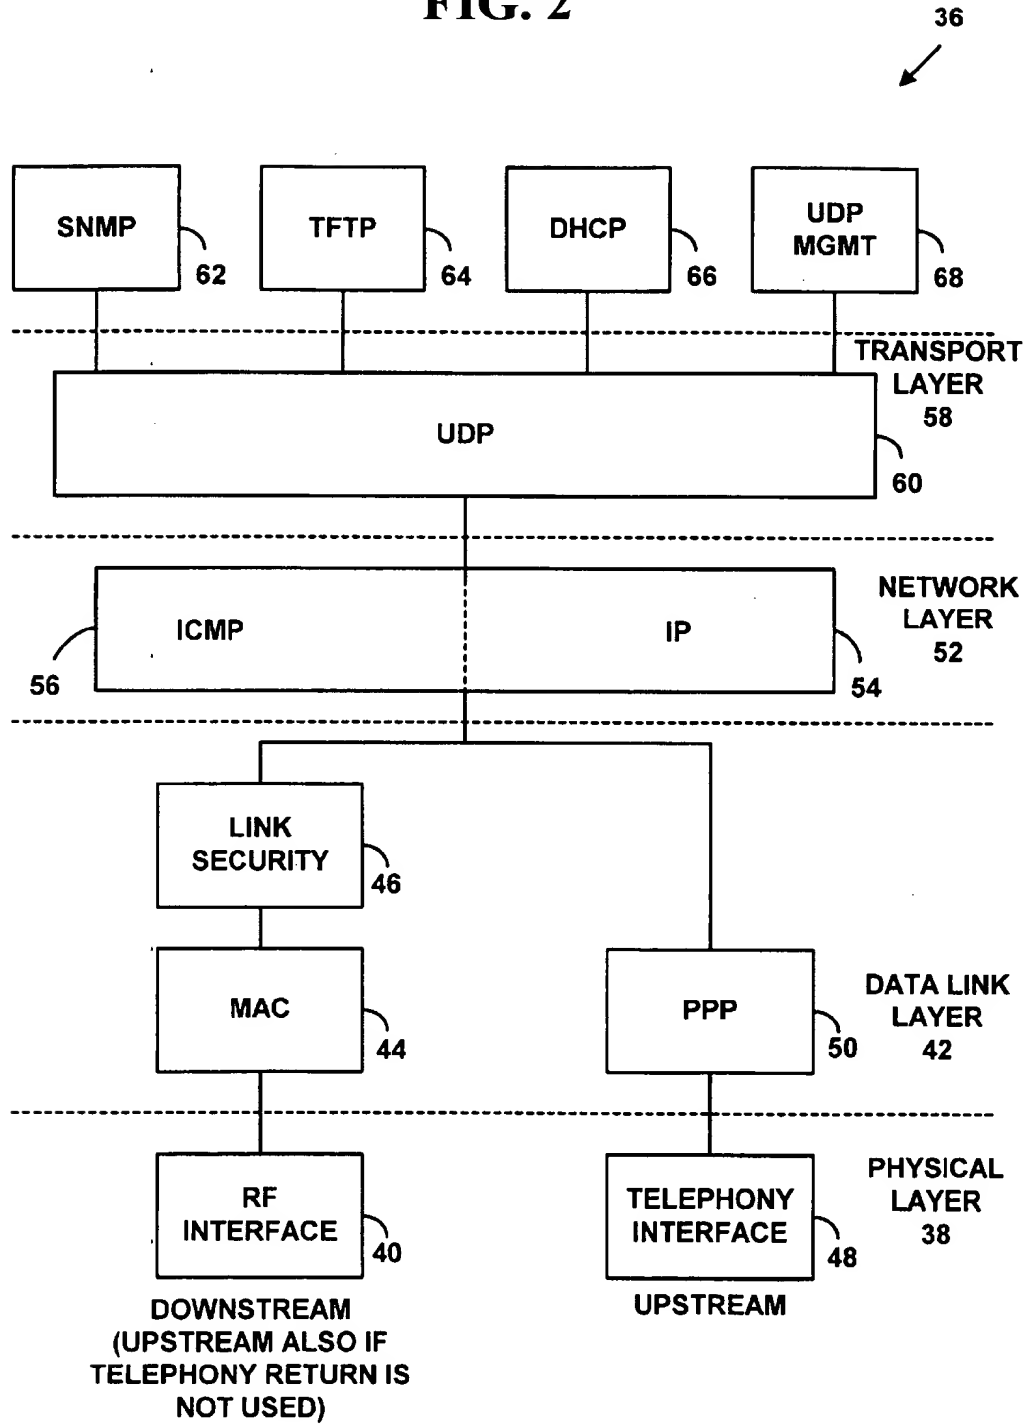 FIG. 2
36
SNMP
62
TFTP
64
DHCP
66
UDP
MGMT
68
TRANSPORT
LAYER
58
UDP
60
NETWORK
LAYER
52
ICMP
56
IP
54
LINK
SECURITY
46
MAC
44
PPP
50
DATA LINK
LAYER
42
RF
INTERFACE
40
TELEPHONY
INTERFACE
48
PHYSICAL
LAYER
38
DOWNSTREAM
(UPSTREAM ALSO IF
TELEPHONY RETURN IS
NOT USED)
UPSTREAM